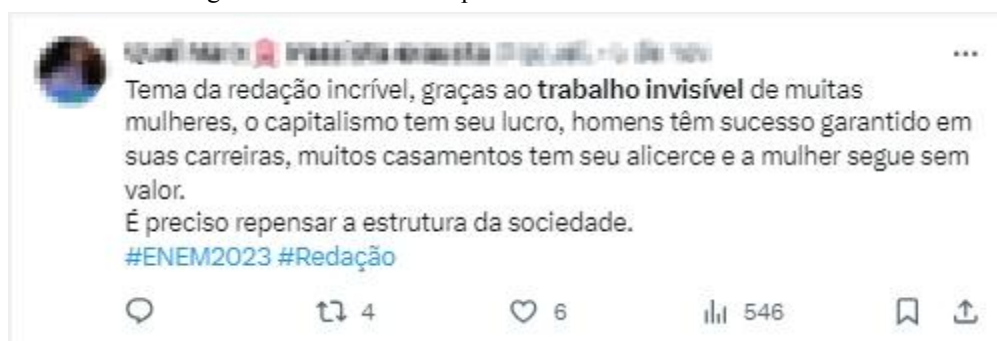 Tema da redação incrível, graças ao trabalho invisível de muitas
mulheres, o capitalismo tem seu lucro, homens têm sucesso garantido em
suas carreiras, muitos casamentos tem seu alicerce e a mulher segue sem
valor.
É preciso repensar a estrutura da sociedade.
#ENEM2023 #Redação
4 6 546